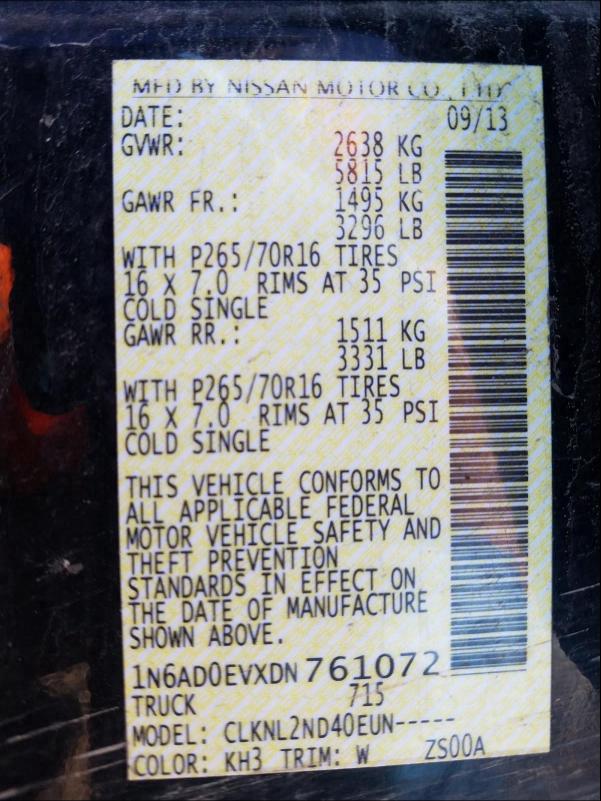 MFD BY NISSAN MOTOR CO., LTD
DATE: 09/13
GVWR: 2638 KG
5815 LB
GAWR FR.: 1495 KG
3296 LB
WITH P265/70R16 TIRES
16 X 7.0 RIMS AT 35 PSI
COLD SINGLE
GAWR RR.: 1511 KG
3331 LB
WITH P265/70R16 TIRES
16 X 7.0 RIMS AT 35 PSI
COLD SINGLE
THIS VEHICLE CONFORMS TO
ALL APPLICABLE FEDERAL
MOTOR VEHICLE SAFETY AND
THEFT PREVENTION
STANDARDS IN EFFECT ON
THE DATE OF MANUFACTURE
SHOWN ABOVE.
1N6AD0EVXDN 761072
TRUCK 715
MODEL: CLKNL2ND40EUN-----
COLOR: KH3 TRIM: W ZS00A